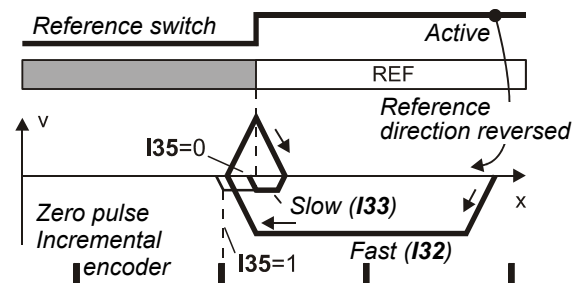 Reference switch
Active
REF
Reference
direction reversed
v
I35=0
x
Slow (I33)
Zero pulse
Incremental
encoder
Fast (I32)
I35=1